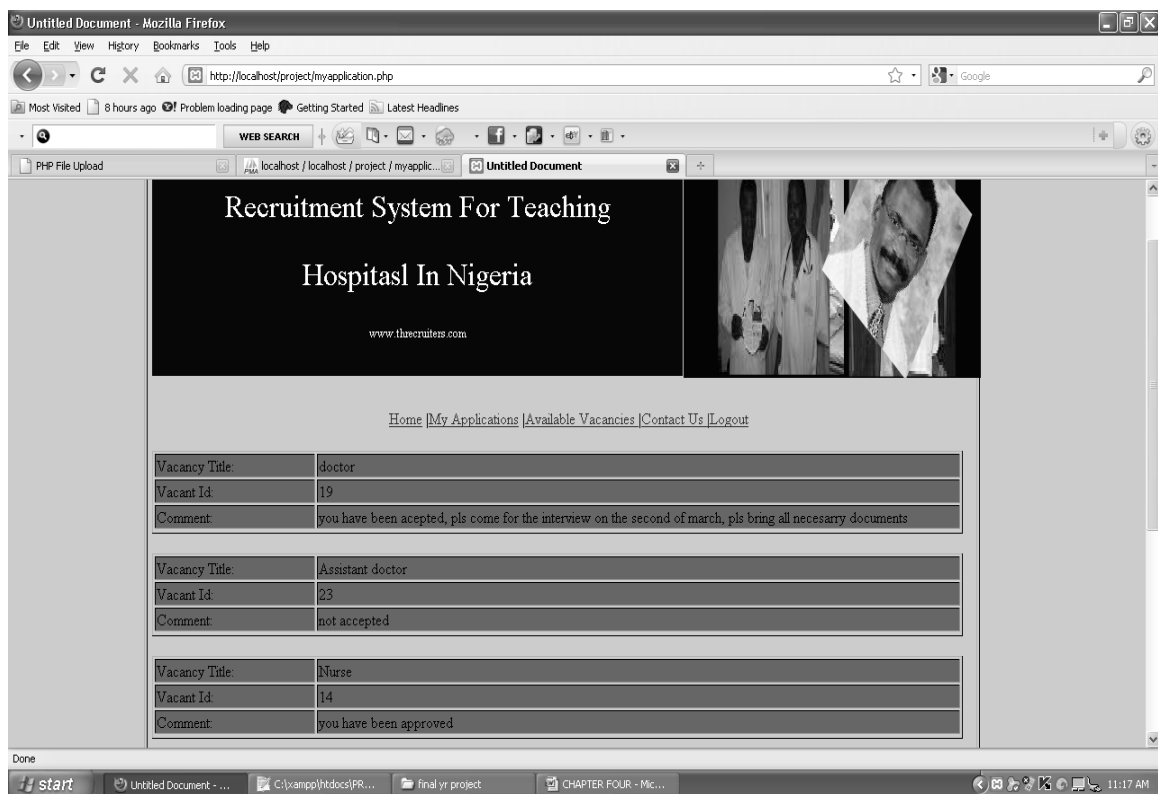 Untitled Document - Mozilla Firefox
File Edit View History Bookmarks Tools Help
http://localhost/project/myapplication.php
Google
Most Visited 8 hours ago Problem loading page Getting Started Latest Headlines
WEB SEARCH
PHP File Upload
localhost / localhost / project / myapplic...
Untitled Document
Recruitment System For Teaching
Hospitasl In Nigeria
www.threcruiters.com
Home |My Applications |Available Vacancies |Contact Us |Logout
Vacancy Title: doctor
Vacant Id: 19
Comment: you have been acepted, pls come for the interview on the second of march, pls bring all necesarry documents
Vacancy Title: Assistant doctor
Vacant Id: 23
Comment: not accepted
Vacancy Title: Nurse
Vacant Id: 14
Comment: you have been approved
Done
start Untitled Document - ... C:\xampp\htdocs\PR... final yr project CHAPTER FOUR - Mic... 11:17 AM